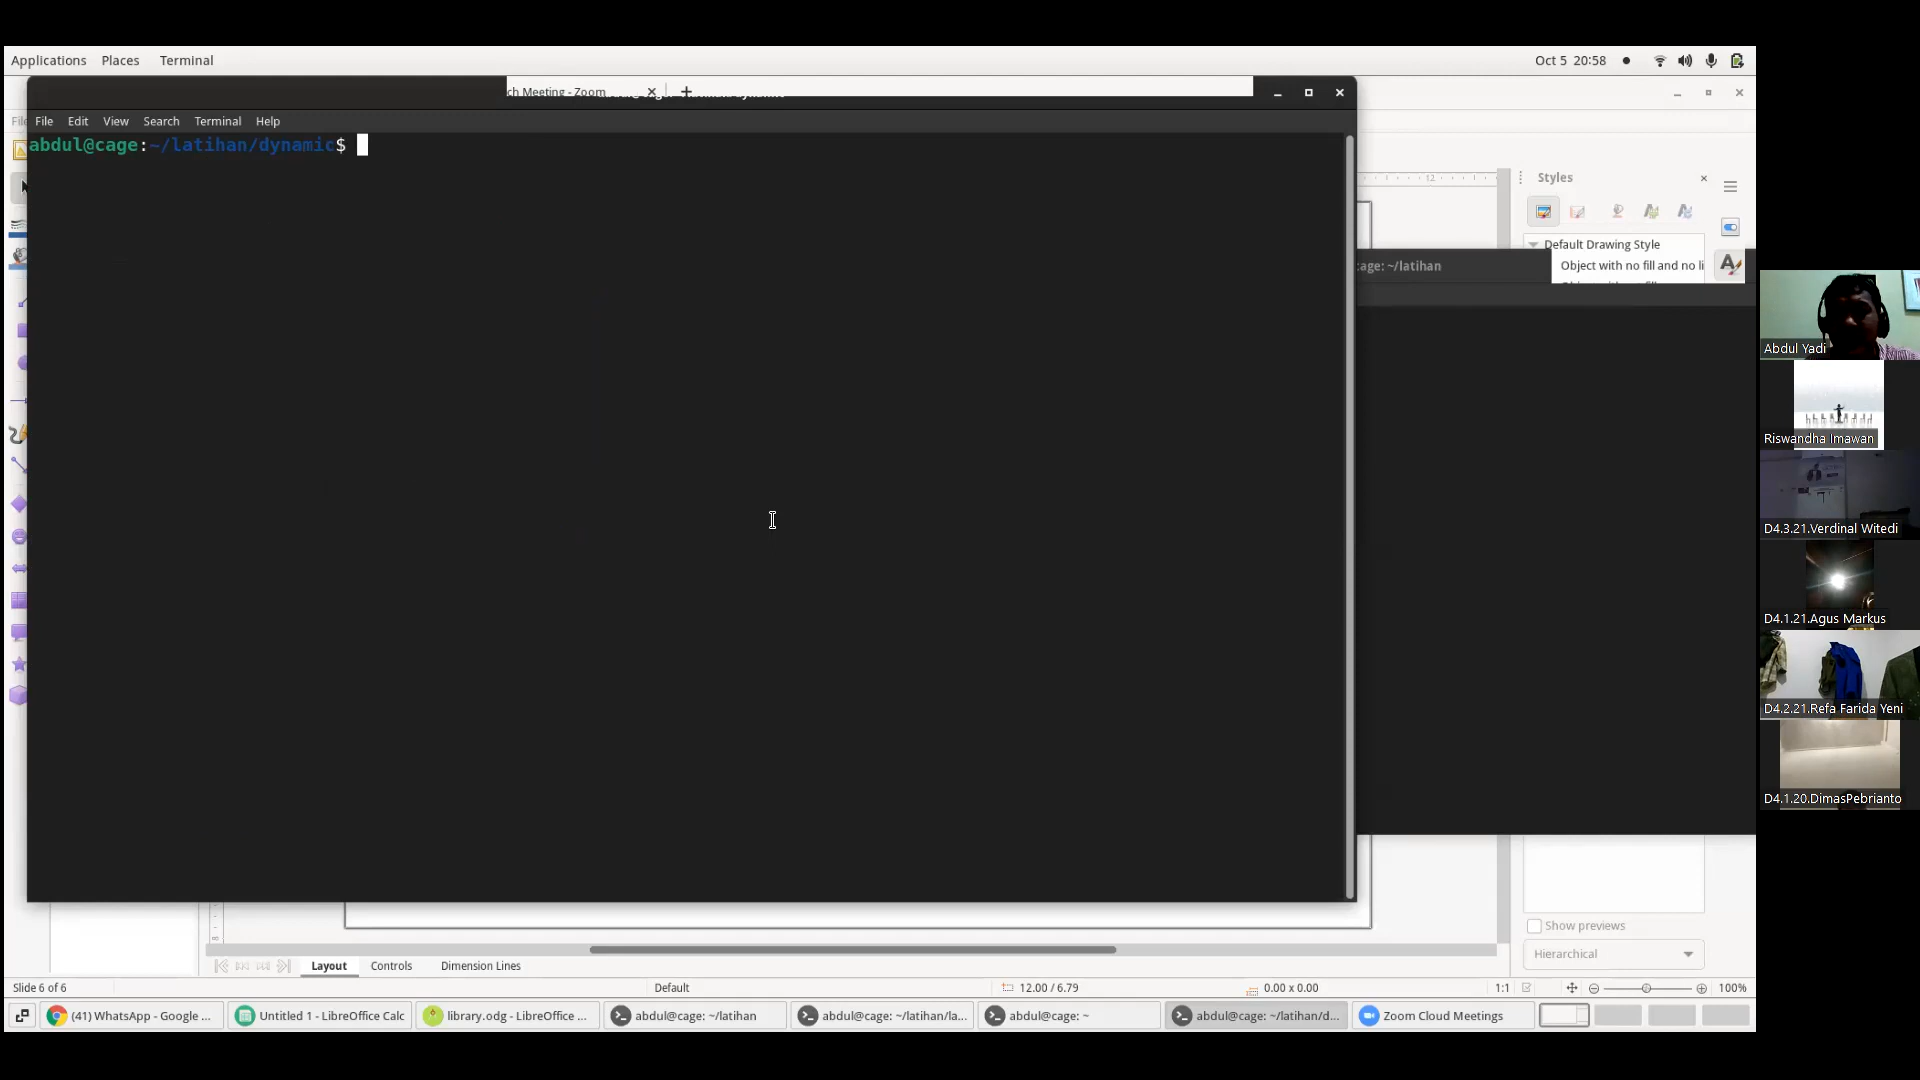 Applications Places Terminal Oct 5 20:58
ch Meeting - Zoom
File Edit View Search Terminal Help
abdul@cage:~/latihan/dynamic$
12
Styles
Default Drawing Style
cage: ~/latihan
Object with no fill and no li
Abdul Yadi
Riswandha Imawan
D4.3.21.Verdinal Witedi
D4.1.21.Agus Markus
D4.2.21.Refa Farida Yeni
D4.1.20.DimasPebrianto
Show previews
Hierarchical
Layout Controls Dimension Lines
Slide 6 of 6 Default 12.00 / 6.79 0.00 x 0.00 1:1 100%
(41) WhatsApp - Google ... Untitled 1 - LibreOffice Calc library.odg - LibreOffice ... abdul@cage: ~/latihan abdul@cage: ~/latihan/la... abdul@cage: ~ abdul@cage: ~/latihan/d... Zoom Cloud Meetings